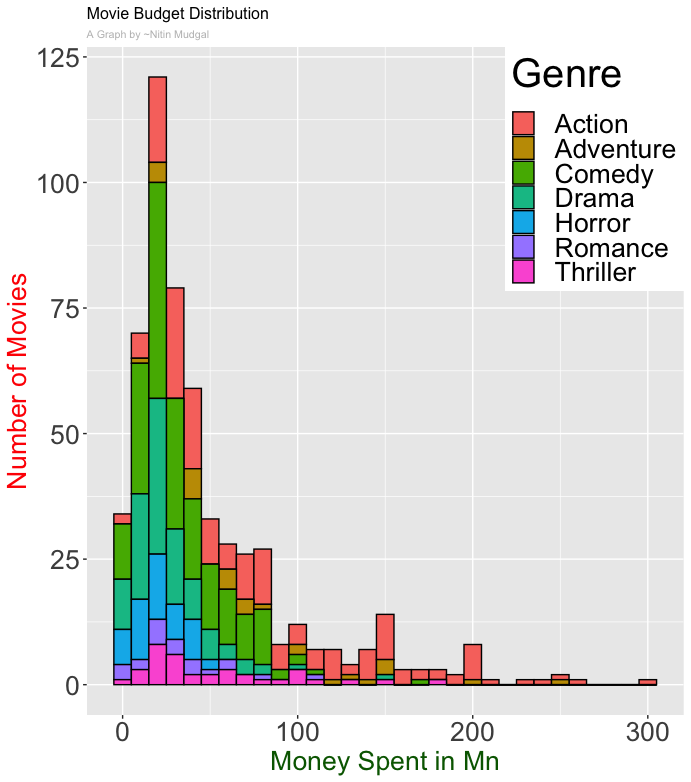 Movie Budget Distribution
A Graph by ~Nitin Mudgal
Genre
Action
Adventure
Comedy
Drama
Horror
Romance
Thriller
125
100
75
50
25
0
Number of Movies
0 100 200 300
Money Spent in Mn